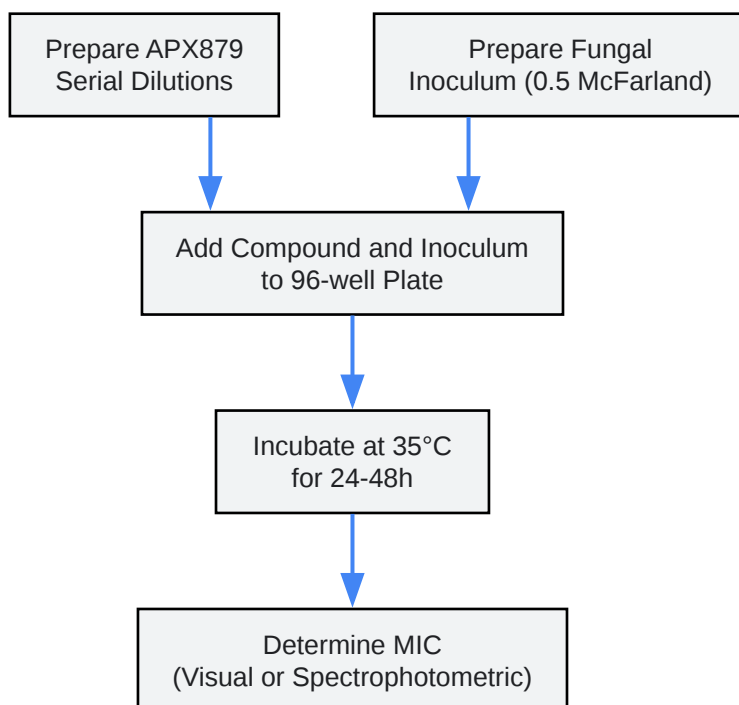 Prepare APX879
Serial Dilutions
Prepare Fungal
Inoculum (0.5 McFarland)
Add Compound and Inoculum
to 96-well Plate
Incubate at 35°C
for 24-48h
Determine MIC
(Visual or Spectrophotometric)